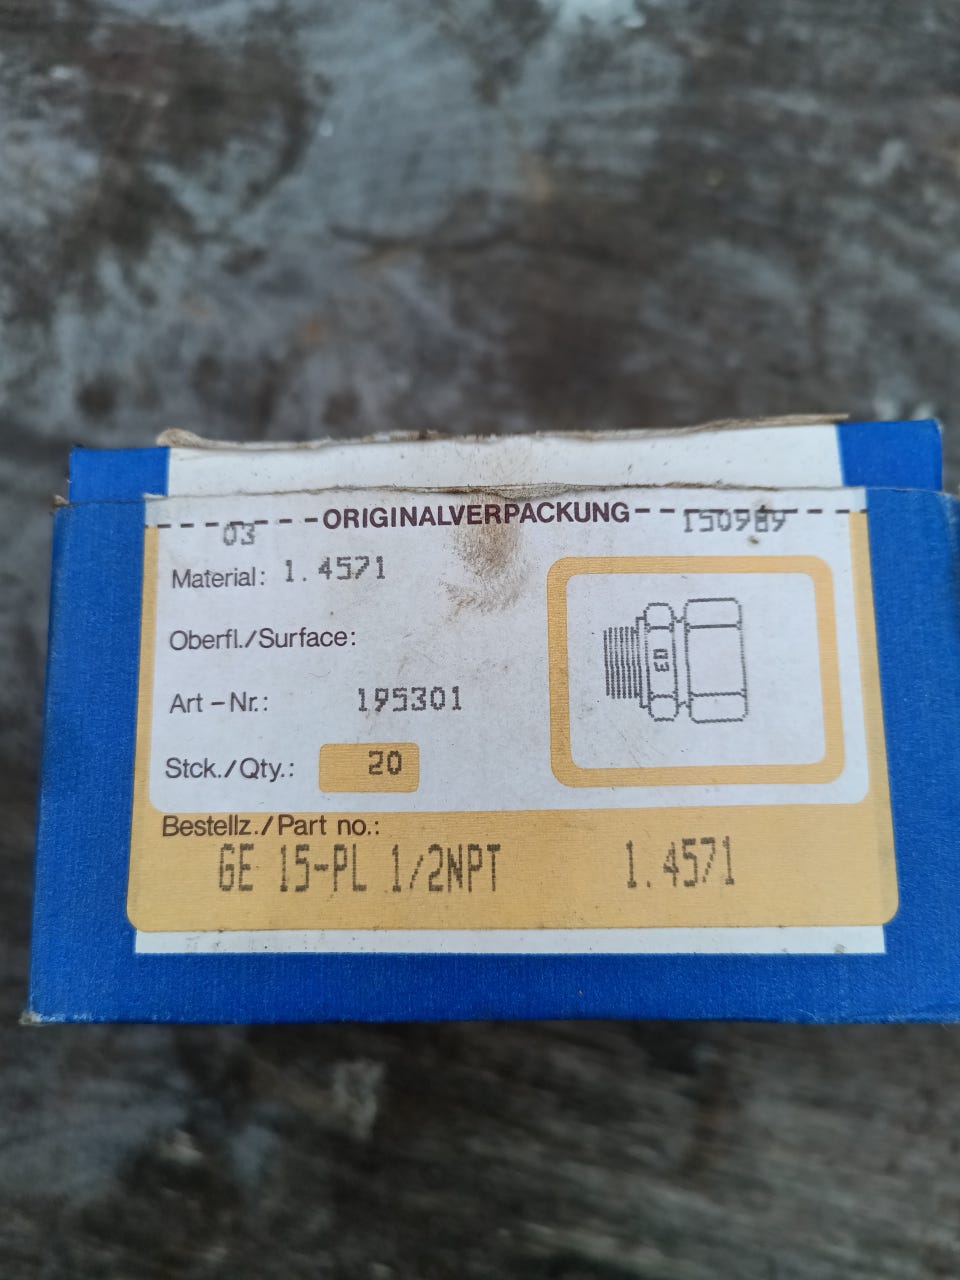 ORIGINALVERPACKUNG
03 150989
Material: 1.4571
Oberfl./Surface:
Art-Nr.: 195301
ED
Stck./Qty.: 20
Bestellz./Part no.:
GE 15-PL 1/2NPT 1.4571